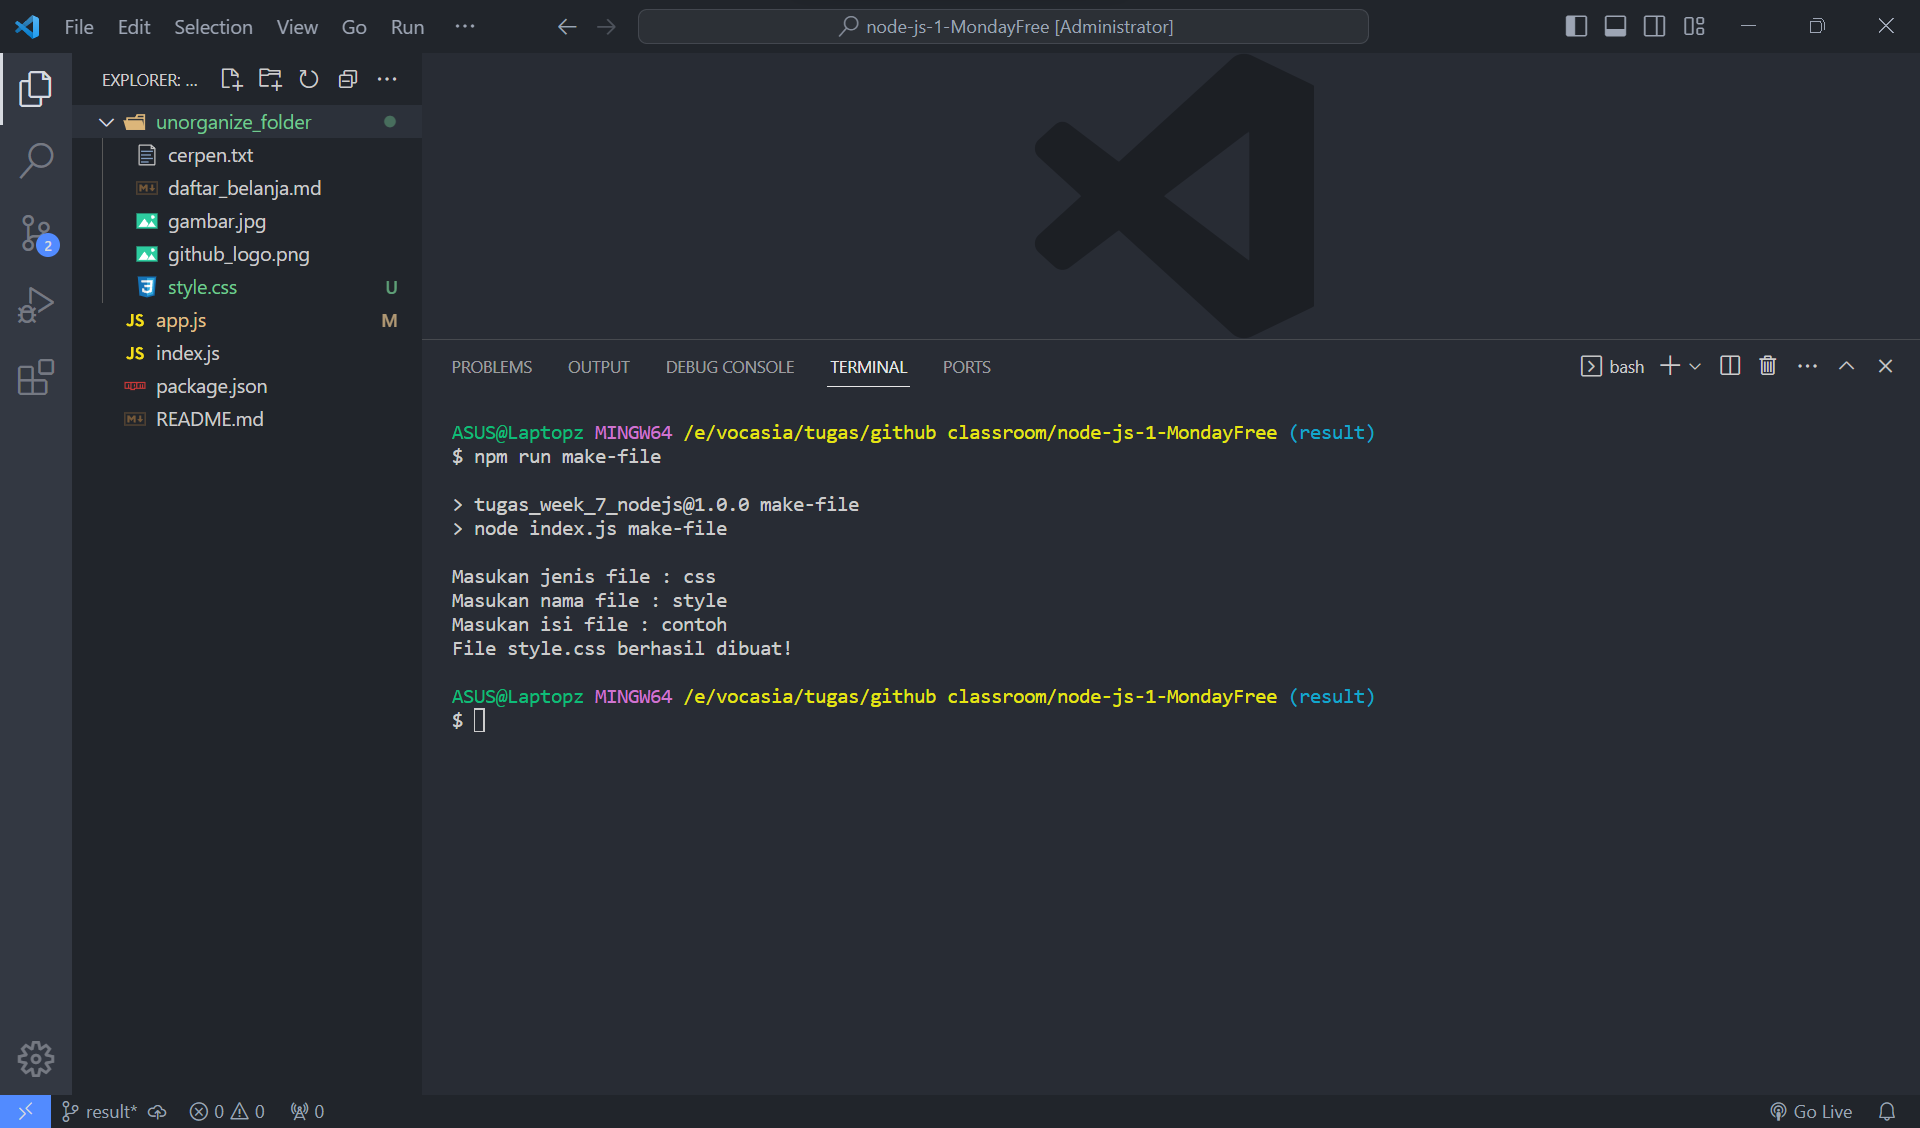 File Edit Selection View Go Run ··· node-js-1-MondayFree [Administrator]
EXPLORER: ...
unorganize_folder
cerpen.txt
daftar_belanja.md
gambar.jpg
github_logo.png
style.css U
JS app.js M
JS index.js
package.json
README.md
2
PROBLEMS OUTPUT DEBUG CONSOLE TERMINAL PORTS bash
ASUS@Laptopz MINGW64 /e/vocasia/tugas/github classroom/node-js-1-MondayFree (result)
$ npm run make-file
> tugas_week_7_nodejs@1.0.0 make-file
> node index.js make-file
Masukan jenis file : css
Masukan nama file : style
Masukan isi file : contoh
File style.css berhasil dibuat!
ASUS@Laptopz MINGW64 /e/vocasia/tugas/github classroom/node-js-1-MondayFree (result)
$
result* 0 0 0 Go Live